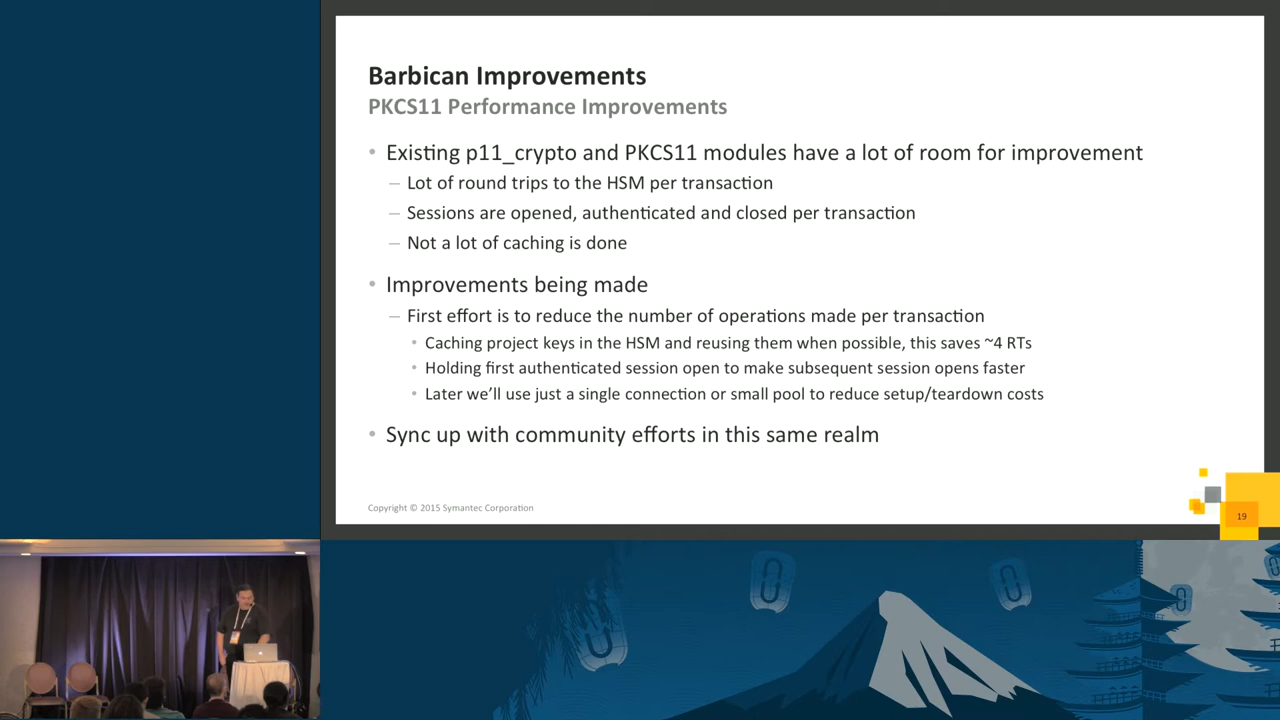 Barbican Improvements
PKCS11 Performance Improvements
• Existing p11_crypto and PKCS11 modules have a lot of room for improvement
– Lot of round trips to the HSM per transaction
– Sessions are opened, authenticated and closed per transaction
– Not a lot of caching is done
• Improvements being made
– First effort is to reduce the number of operations made per transaction
• Caching project keys in the HSM and reusing them when possible, this saves ~4 RTs
• Holding first authenticated session open to make subsequent session opens faster
• Later we’ll use just a single connection or small pool to reduce setup/teardown costs
• Sync up with community efforts in this same realm
Copyright © 2015 Symantec Corporation
19